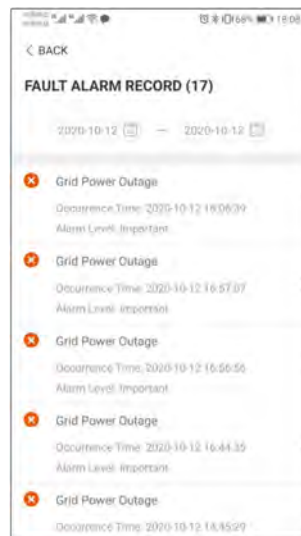 68% 18:08
< BACK
FAULT ALARM RECORD (17)
2020-10-12 — 2020-10-12
Grid Power Outage
Occurrence Time: 2020-10-12 18:06:39
Alarm Level: Important
Grid Power Outage
Occurrence Time: 2020-10-12 16:57:07
Alarm Level: Important
Grid Power Outage
Occurrence Time: 2020-10-12 16:56:56
Alarm Level: Important
Grid Power Outage
Occurrence Time: 2020-10-12 16:44:35
Alarm Level: Important
Grid Power Outage
Occurrence Time: 2020-10-12 14:45:29